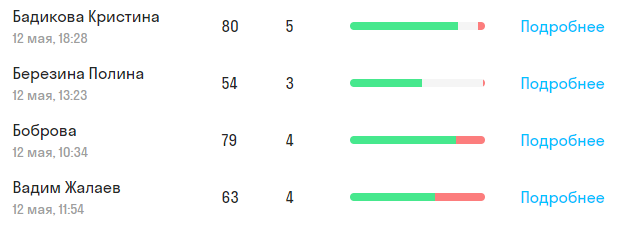 Бадикова Кристина 80 5 Подробнее
12 мая, 18:28
Березина Полина 54 3 Подробнее
12 мая, 13:23
Боброва 79 4 Подробнее
12 мая, 10:34
Вадим Жалаев 63 4 Подробнее
12 мая, 11:54